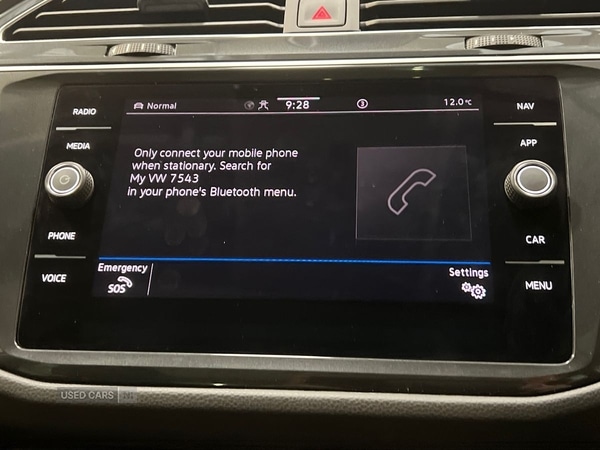 RADIO
MEDIA
PHONE
VOICE
Normal
9:28
3
12.0°C
Only connect your mobile phone
when stationary. Search for
My VW 7543
in your phone's Bluetooth menu.
Emergency
SOS
Settings
NAV
APP
CAR
MENU
USED CARS